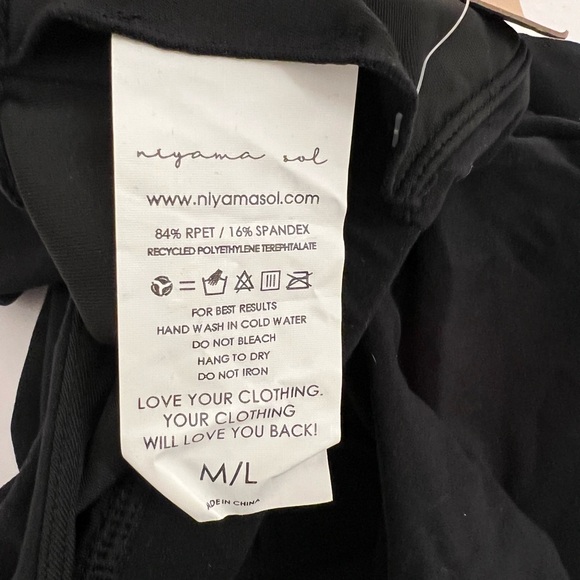 niyama sol
www.niyamasol.com
84% RPET / 16% SPANDEX
RECYCLED POLYETHYLENE TEREPHTALATE
=
FOR BEST RESULTS
HAND WASH IN COLD WATER
DO NOT BLEACH
HANG TO DRY
DO NOT IRON
LOVE YOUR CLOTHING.
YOUR CLOTHING
WILL LOVE YOU BACK!
M/L
ADE IN CHINA